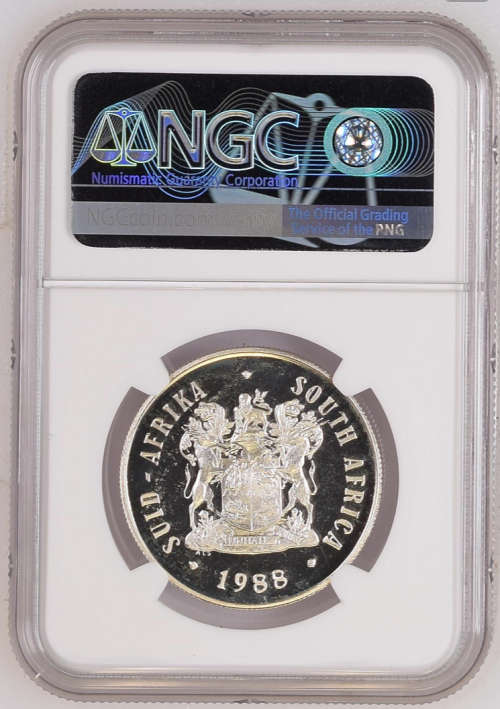 NGC
Numismatic Guaranty Corporation
NGCcoin.com
The Official Grading
Service of the PNG
SUID - AFRIKA SOUTH AFRICA
1988